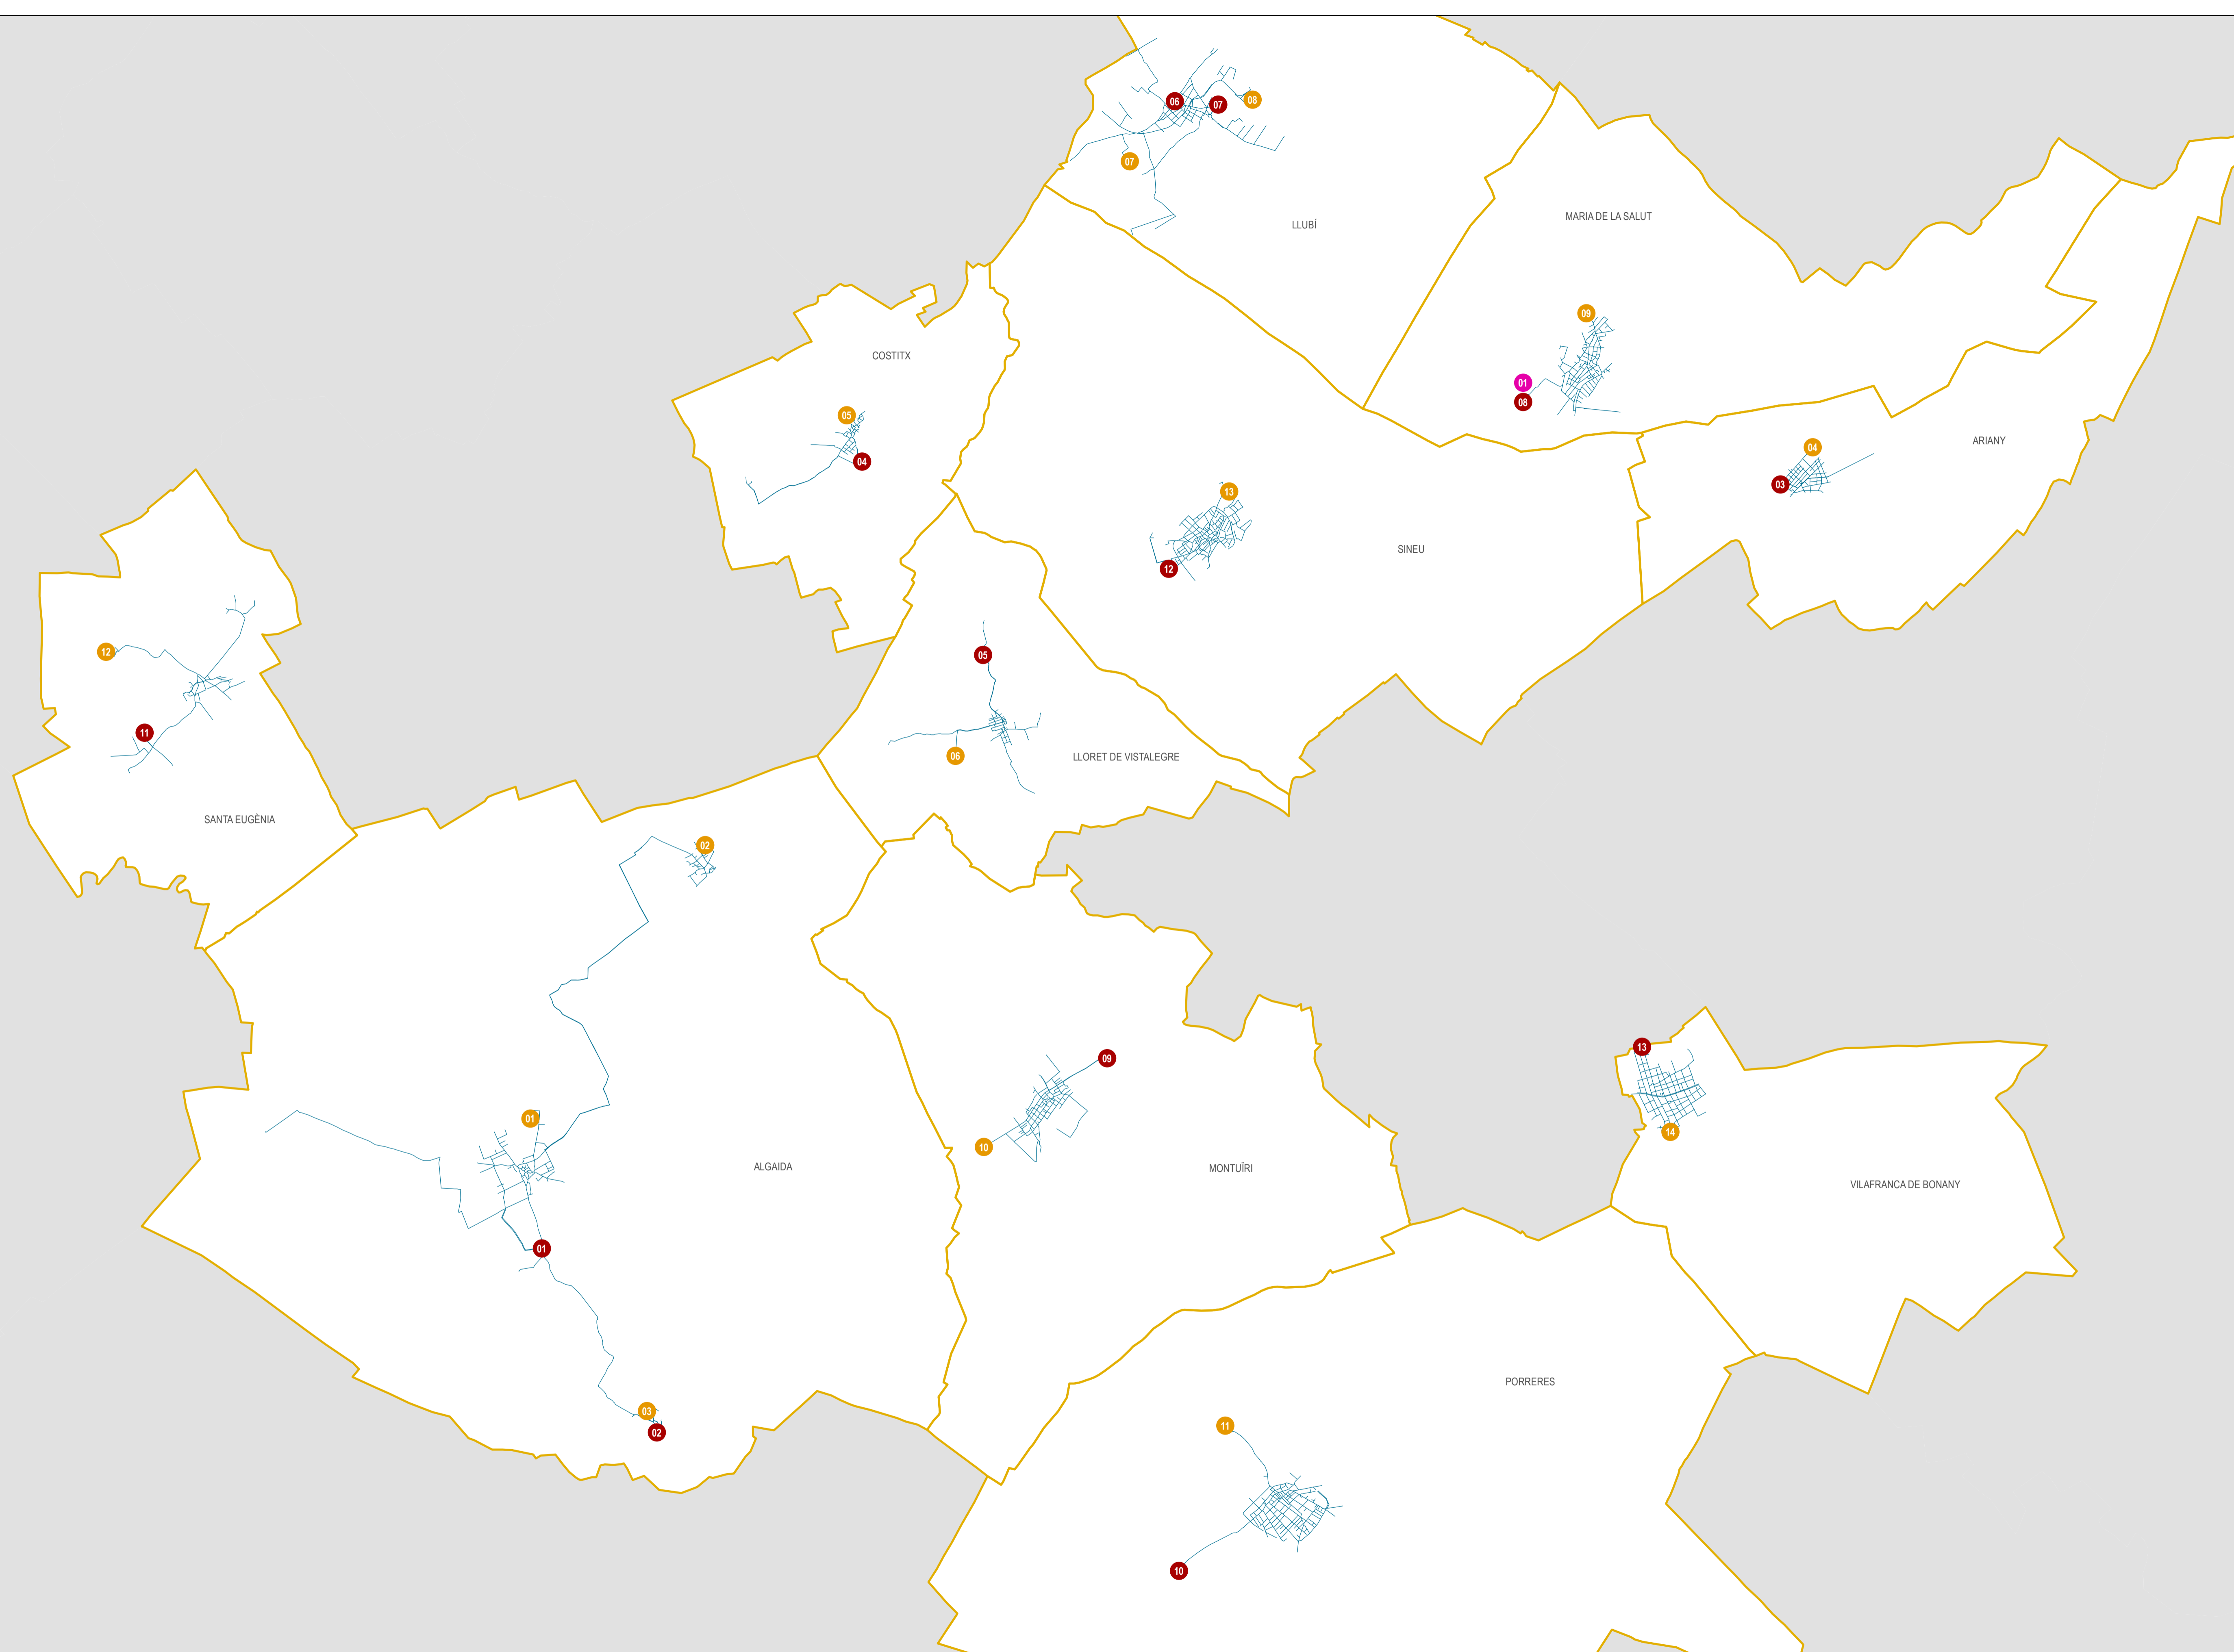 06
07
08
07
LLUBÍ
MARIA DE LA SALUT
09
01
08
COSTITX
05
04
ARIANY
04
03
13
SINEU
12
12
11
SANTA EUGÈNIA
05
06
LLORET DE VISTALEGRE
02
01
ALGAIDA
01
03
02
09
10
MONTUÏRI
13
14
VILAFRANCA DE BONANY
PORRERES
11
10